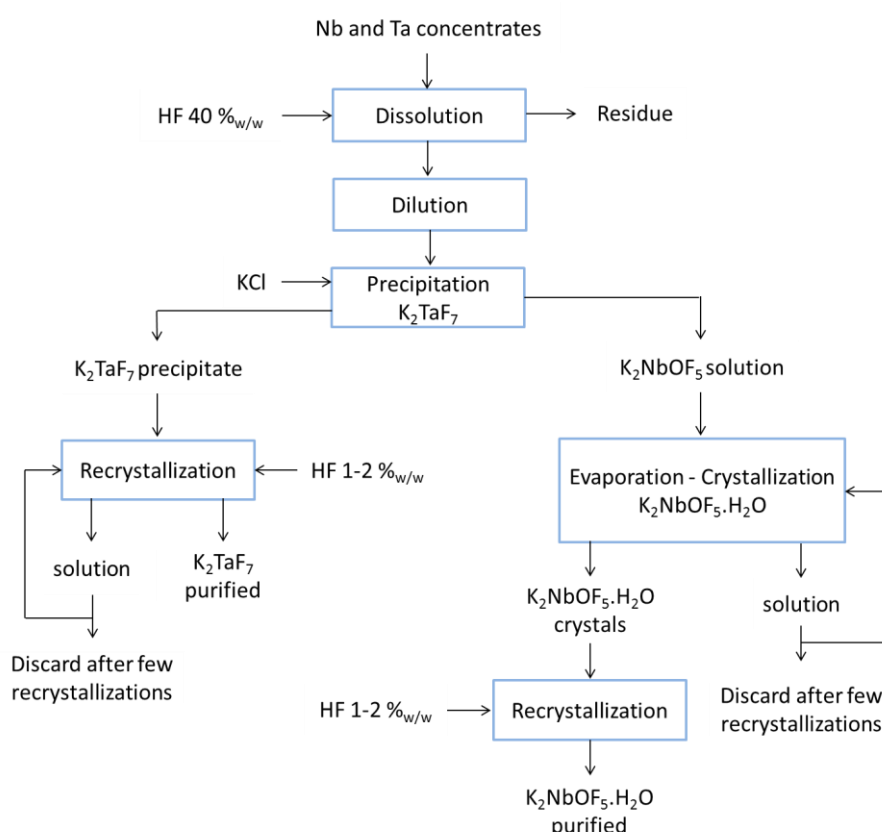 Nb and Ta concentrates
HF 40 %w/w
Dissolution
Residue
Dilution
KCl
Precipitation
K₂TaF₇
K₂TaF₇ precipitate
K₂NbOF₅ solution
Recrystallization
HF 1-2 %w/w
Evaporation - Crystallization
K₂NbOF₅.H₂O
solution
K₂TaF₇
purified
K₂NbOF₅.H₂O
crystals
solution
Discard after few
recrystallizations
HF 1-2 %w/w
Recrystallization
Discard after few
recrystallizations
K₂NbOF₅.H₂O
purified